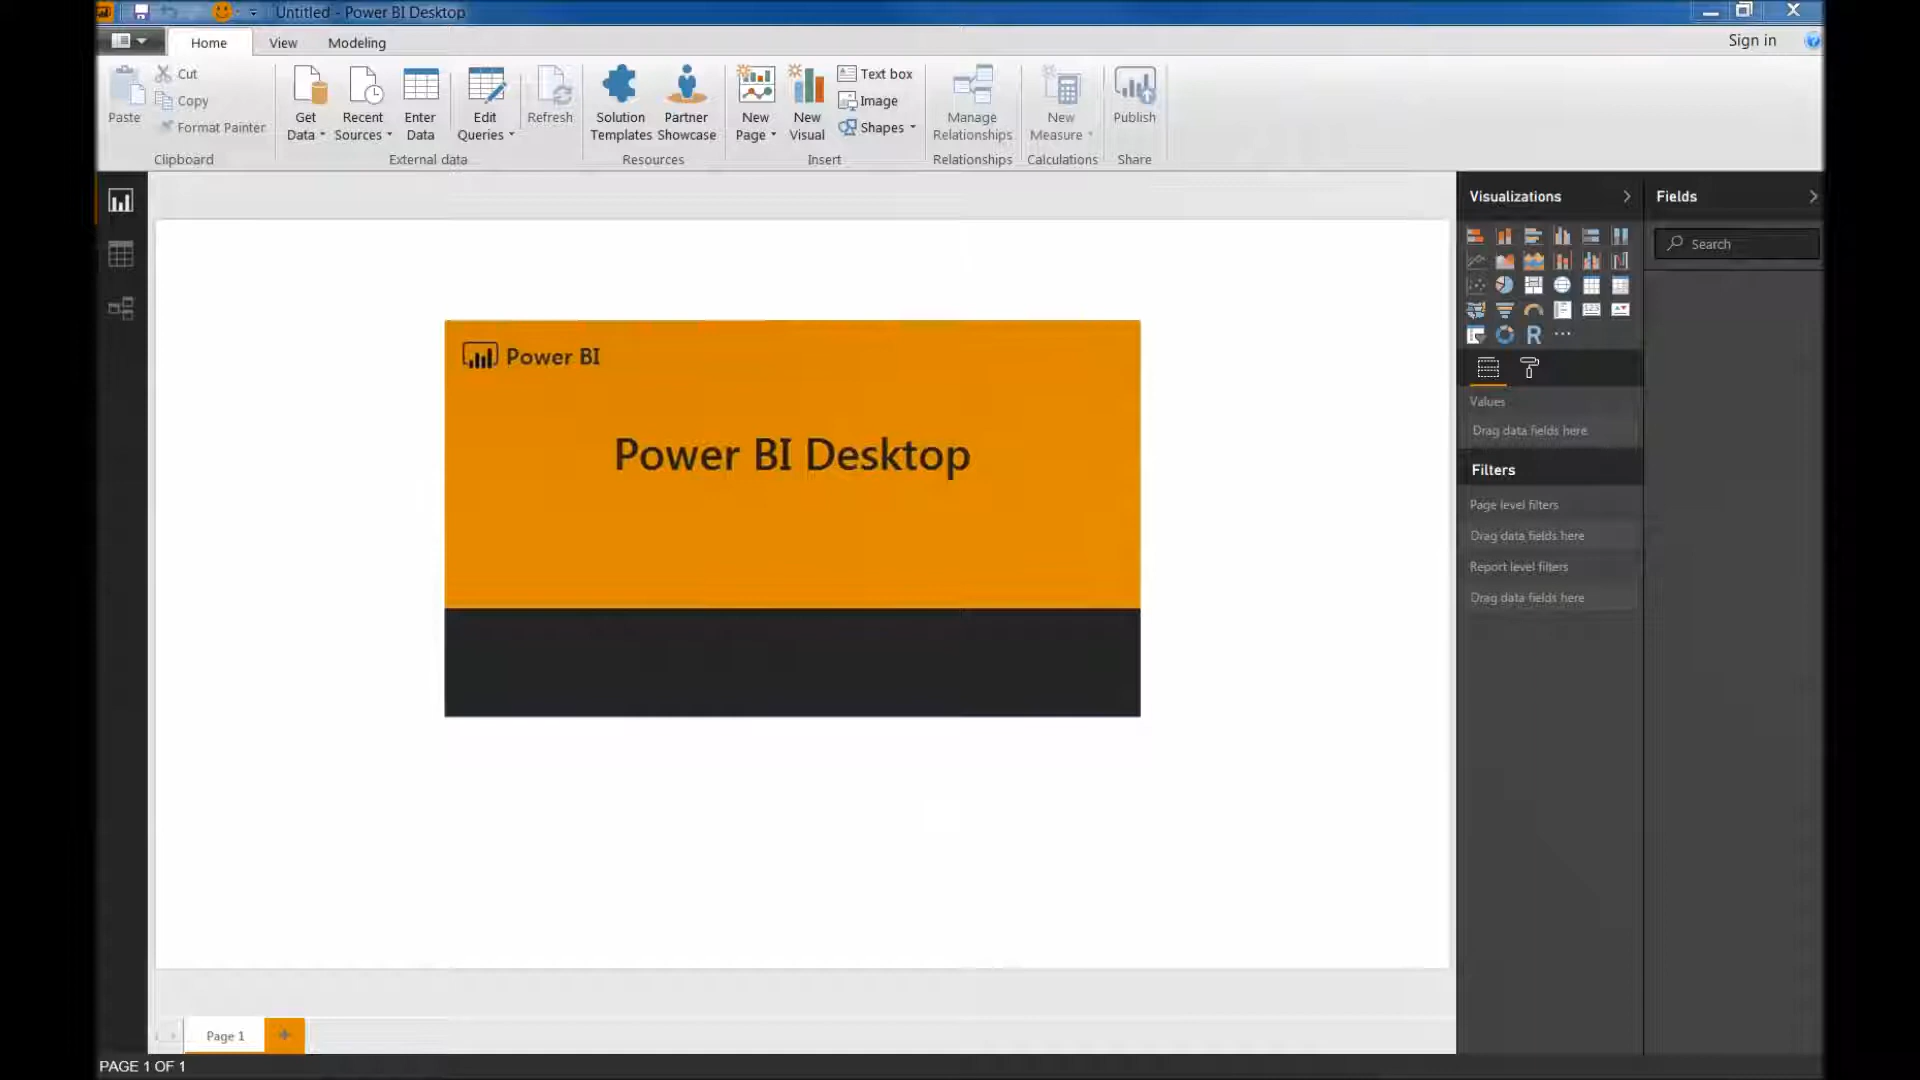 Untitled - Power BI Desktop
Home View Modeling Sign in
Paste
Cut
Copy
Format Painter
Clipboard
Get Data
Recent Sources
Enter Data
Edit Queries
Refresh
External data
Solution Templates
Partner Showcase
Resources
New Page
New Visual
Text box
Image
Shapes
Insert
Manage Relationships
Relationships
New Measure
Calculations
Publish
Share
Visualizations
R
Values
Drag data fields here
Filters
Page level filters
Drag data fields here
Report level filters
Drag data fields here
Fields
Search
Power BI
Power BI Desktop
Page 1
PAGE 1 OF 1